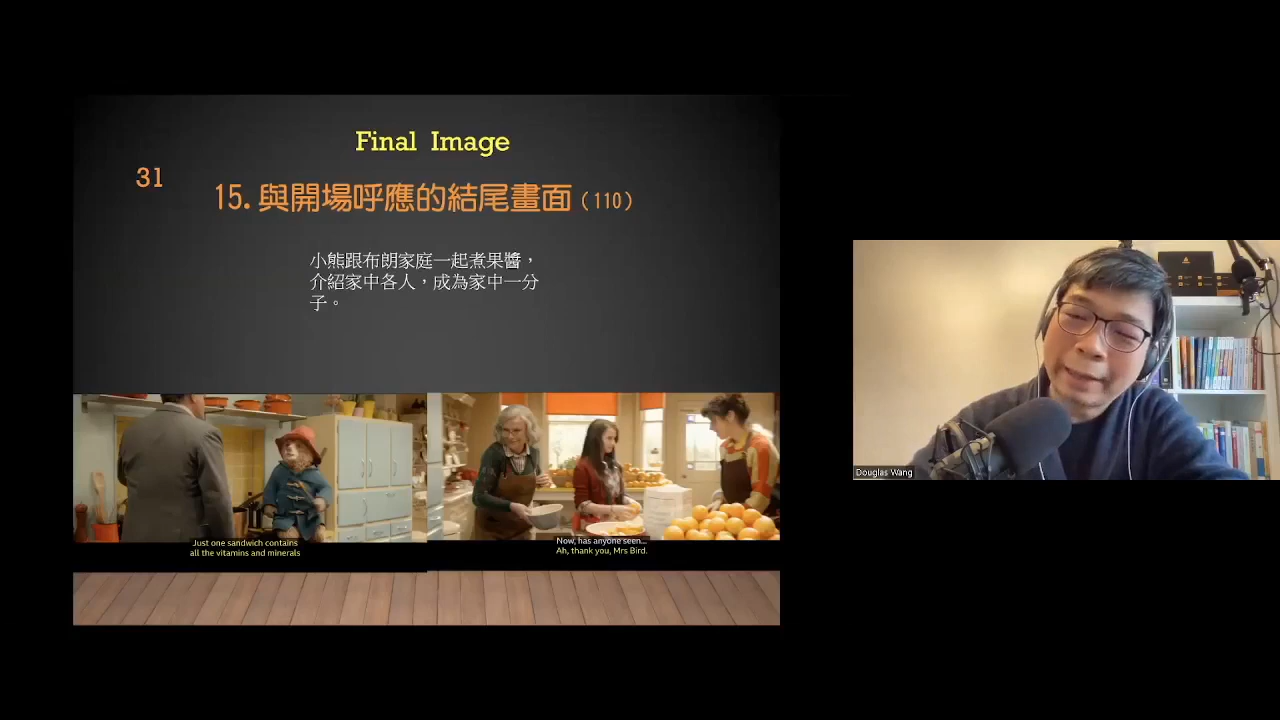 Final Image
31
15. 與開場呼應的結尾畫面（110）
小熊跟布朗家庭一起煮果醬，
介紹家中各人，成為家中一分
子。
Just one sandwich contains
all the vitamins and minerals
Now, has anyone seen...
Ah, thank you, Mrs Bird.
Douglas Wang